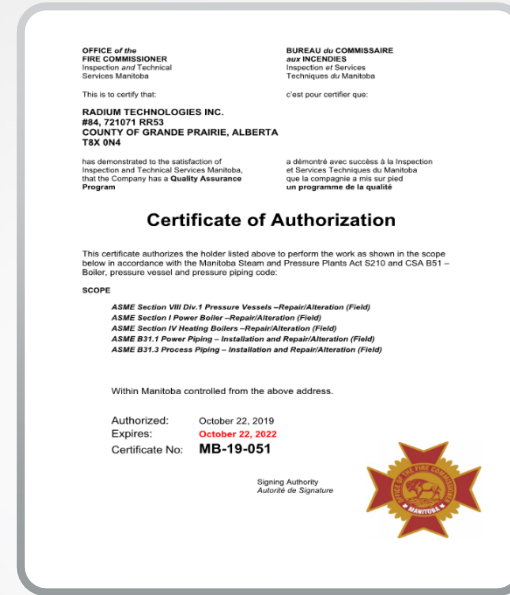 OFFICE of the
FIRE COMMISSIONER
Inspection and Technical
Services Manitoba
BUREAU du COMMISSAIRE
aux INCENDIES
Inspection et Services
Techniques du Manitoba
This is to certify that:
c'est pour certifier que:
RADIUM TECHNOLOGIES INC.
#84, 721071 RR53
COUNTY OF GRANDE PRAIRIE, ALBERTA
T8X 0N4
has demonstrated to the satisfaction of
Inspection and Technical Services Manitoba,
that the Company has a Quality Assurance
Program
a démontré avec succès à la Inspection
et Services Techniques du Manitoba
que la compagnie a mis sur pied
un programme de la qualité
Certificate of Authorization
This certificate authorizes the holder listed above to perform the work as shown in the scope
below in accordance with the Manitoba Steam and Pressure Plants Act S210 and CSA B51 –
Boiler, pressure vessel and pressure piping code:
SCOPE
ASME Section VIII Div.1 Pressure Vessels –Repair/Alteration (Field)
ASME Section I Power Boiler –Repair/Alteration (Field)
ASME Section IV Heating Boilers –Repair/Alteration (Field)
ASME B31.1 Power Piping – Installation and Repair/Alteration (Field)
ASME B31.3 Process Piping – Installation and Repair/Alteration (Field)
Within Manitoba controlled from the above address.
Authorized: October 22, 2019
Expires: October 22, 2022
Certificate No: MB-19-051
Signing Authority
Autorité de Signature
OFFICE OF THE FIRE COMMISSIONER
MANITOBA